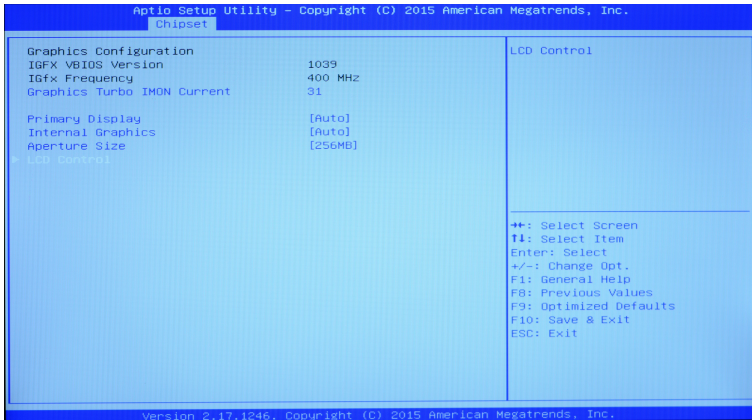 Aptio Setup Utility – Copyright (C) 2015 American Megatrends, Inc.
Chipset
Graphics Configuration
IGFX VBIOS Version 1039
IGfx Frequency 400 MHz
Graphics Turbo IMON Current 31
Primary Display [Auto]
Internal Graphics [Auto]
Aperture Size [256MB]
► LCD Control
LCD Control
→←: Select Screen
↑↓: Select Item
Enter: Select
+/-: Change Opt.
F1: General Help
F8: Previous Values
F9: Optimized Defaults
F10: Save & Exit
ESC: Exit
Version 2.17.1246. Copyright (C) 2015 American Megatrends, Inc.